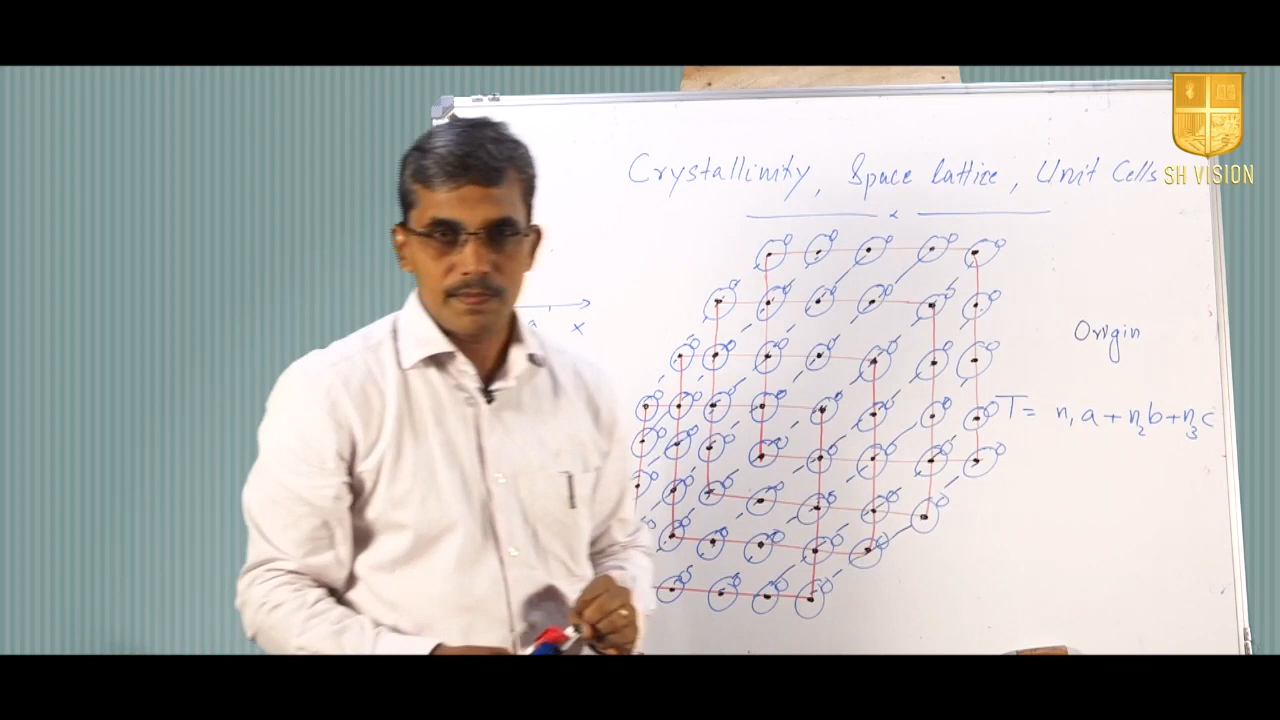 Crystallinity, Space lattice, Unit Cells
SH VISION
x
Origin
T = n₁a + n₂b + n₃c